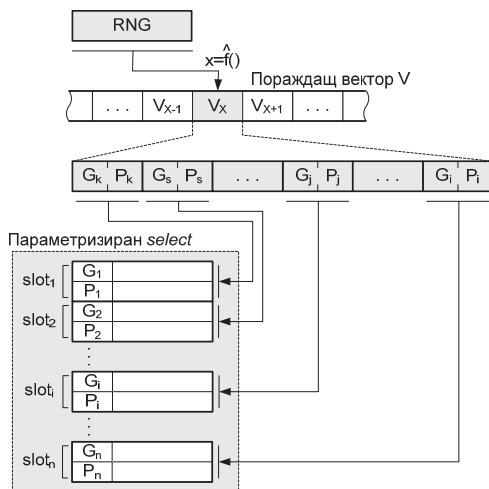 RNG
x=f̂()
Пораждащ вектор V
. . . VX-1 VX VX+1 . . .
Gk Pk Gs Ps . . . Gj Pj . . . Gi Pi
Параметризиран select
slot1 G1
P1
slot2 G2
P2
sloti Gi
Pi
slotn Gn
Pn